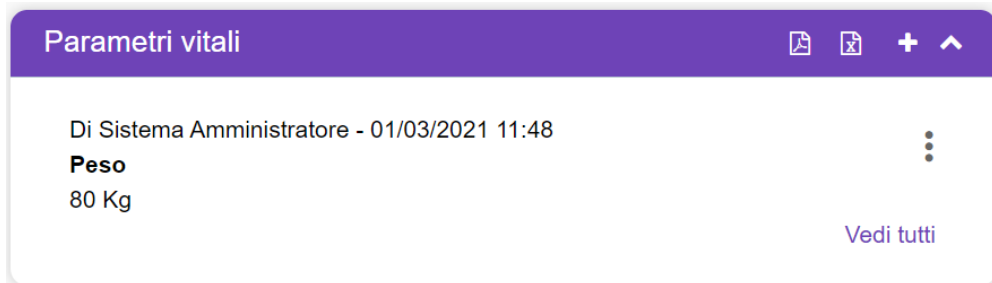 Parametri vitali
Di Sistema Amministratore - 01/03/2021 11:48
Peso
80 Kg
Vedi tutti